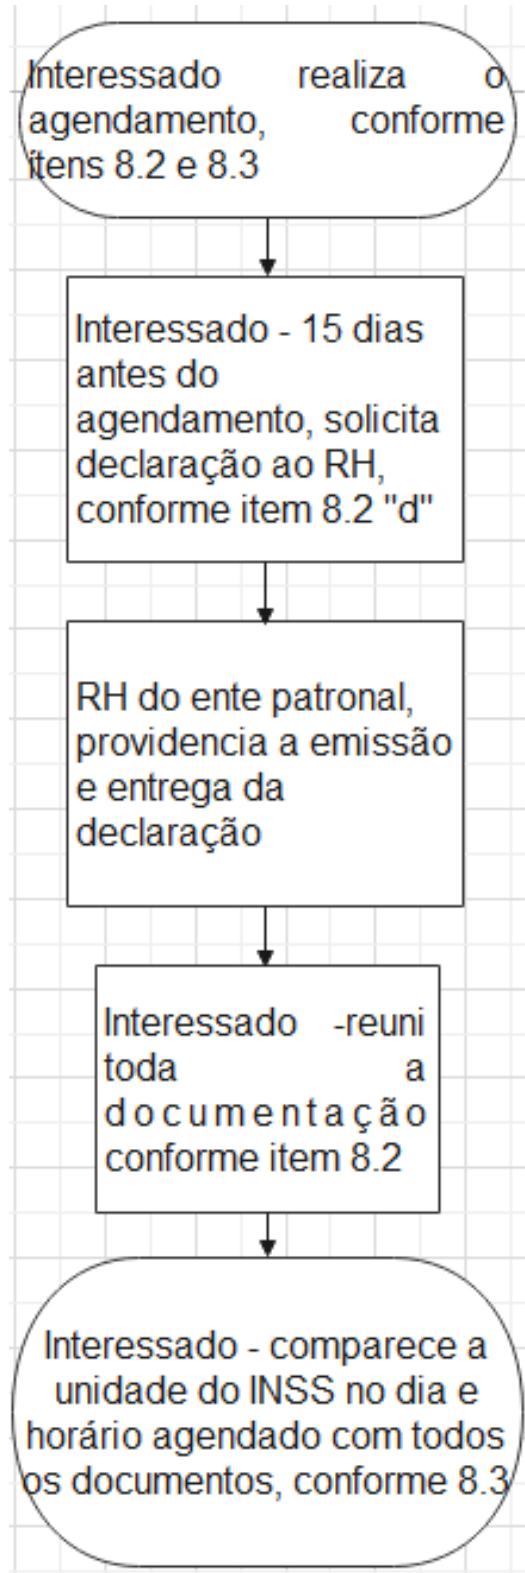 Interessado realiza o
agendamento, conforme
ítens 8.2 e 8.3
Interessado - 15 dias
antes do
agendamento, solicita
declaração ao RH,
conforme item 8.2 "d"
RH do ente patronal,
providencia a emissão
e entrega da
declaração
Interessado -reuni
toda a
documentação
conforme item 8.2
Interessado - comparece a
unidade do INSS no dia e
horário agendado com todos
os documentos, conforme 8.3